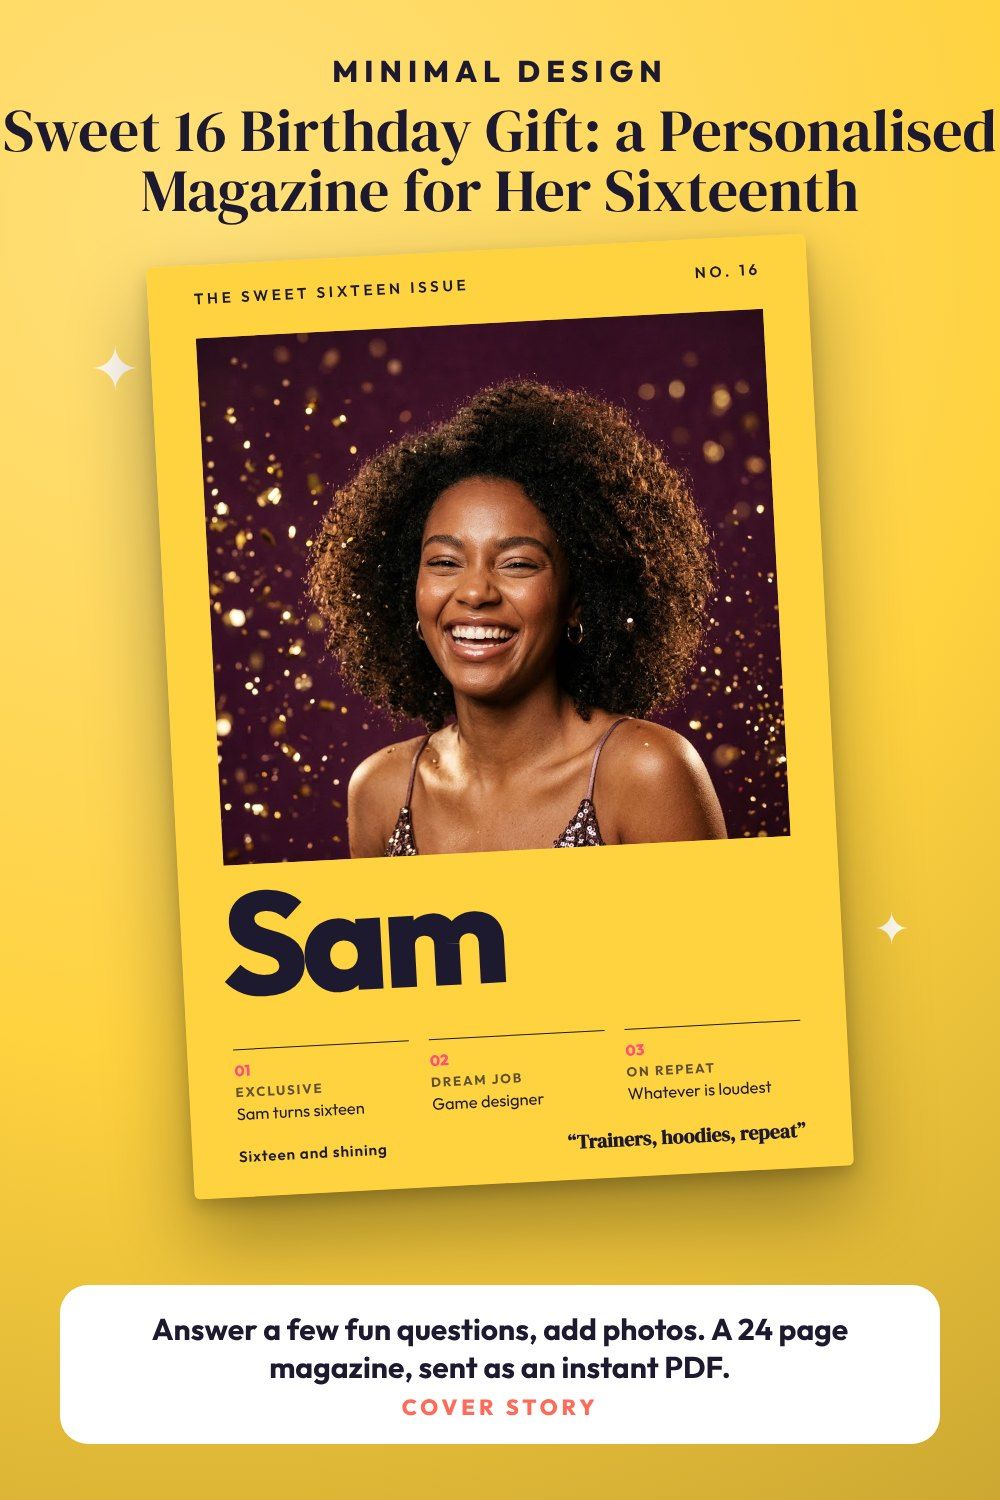 MINIMAL DESIGN
Sweet 16 Birthday Gift: a Personalised
Magazine for Her Sixteenth
THE SWEET SIXTEEN ISSUE
NO. 16
Sam
01
EXCLUSIVE
Sam turns sixteen
02
DREAM JOB
Game designer
03
ON REPEAT
Whatever is loudest
Sixteen and shining
“Trainers, hoodies, repeat”
Answer a few fun questions, add photos. A 24 page
magazine, sent as an instant PDF.
COVER STORY